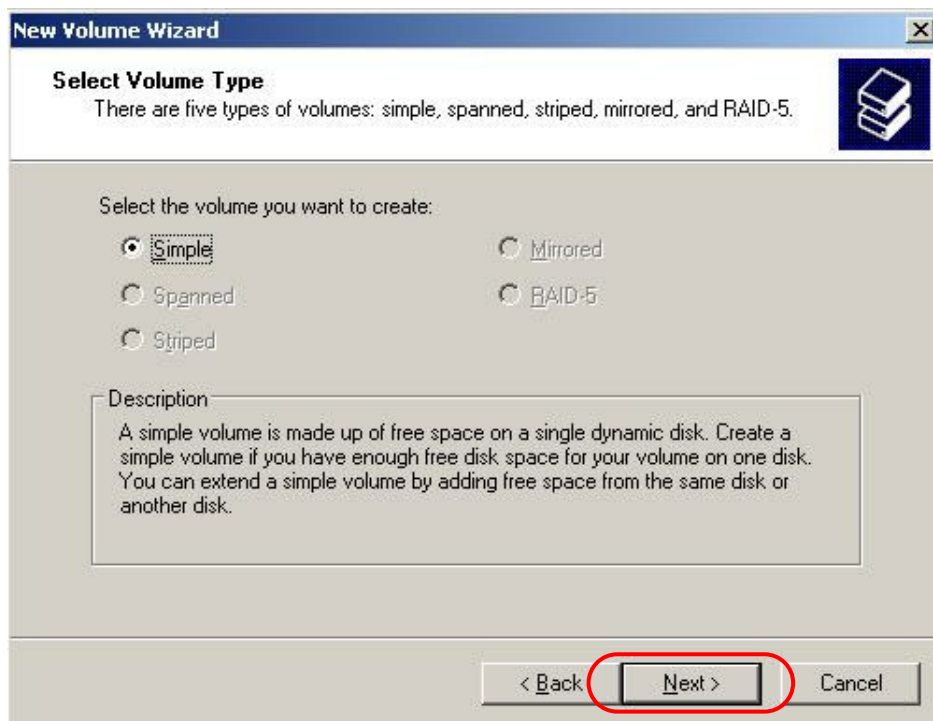 New Volume Wizard
Select Volume Type
There are five types of volumes: simple, spanned, striped, mirrored, and RAID-5.
Select the volume you want to create:
Simple
Mirrored
Spanned
RAID-5
Striped
Description
A simple volume is made up of free space on a single dynamic disk. Create a
simple volume if you have enough free disk space for your volume on one disk.
You can extend a simple volume by adding free space from the same disk or
another disk.
< Back
Next >
Cancel